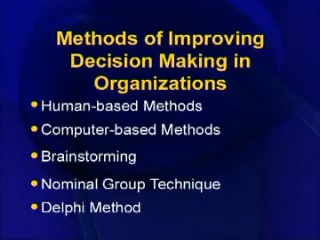 Methods of Improving
Decision Making in
Organizations
Human-based Methods
Computer-based Methods
Brainstorming
Nominal Group Technique
Delphi Method